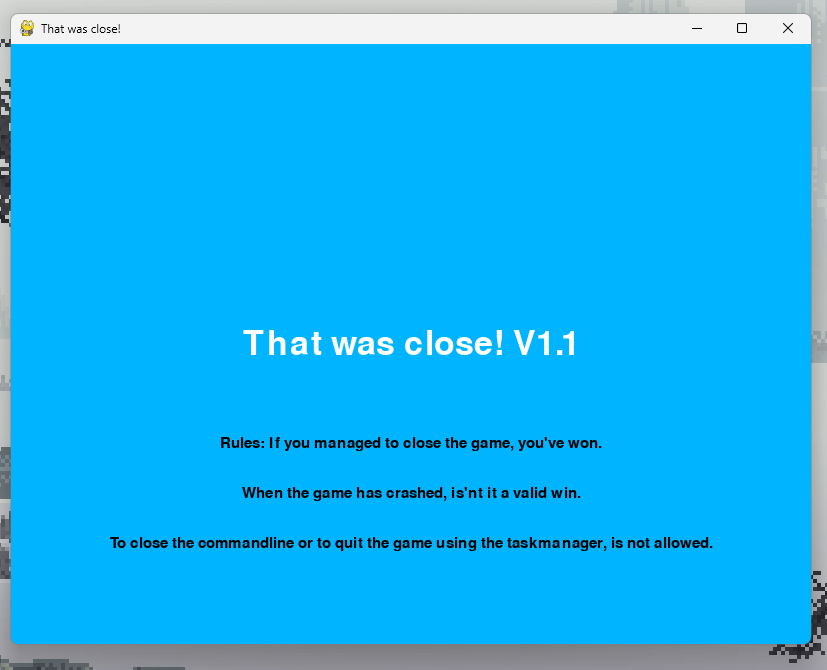 That was close!
That was close! V1.1
Rules: If you managed to close the game, you've won.
When the game has crashed, is'nt it a valid win.
To close the commandline or to quit the game using the taskmanager, is not allowed.